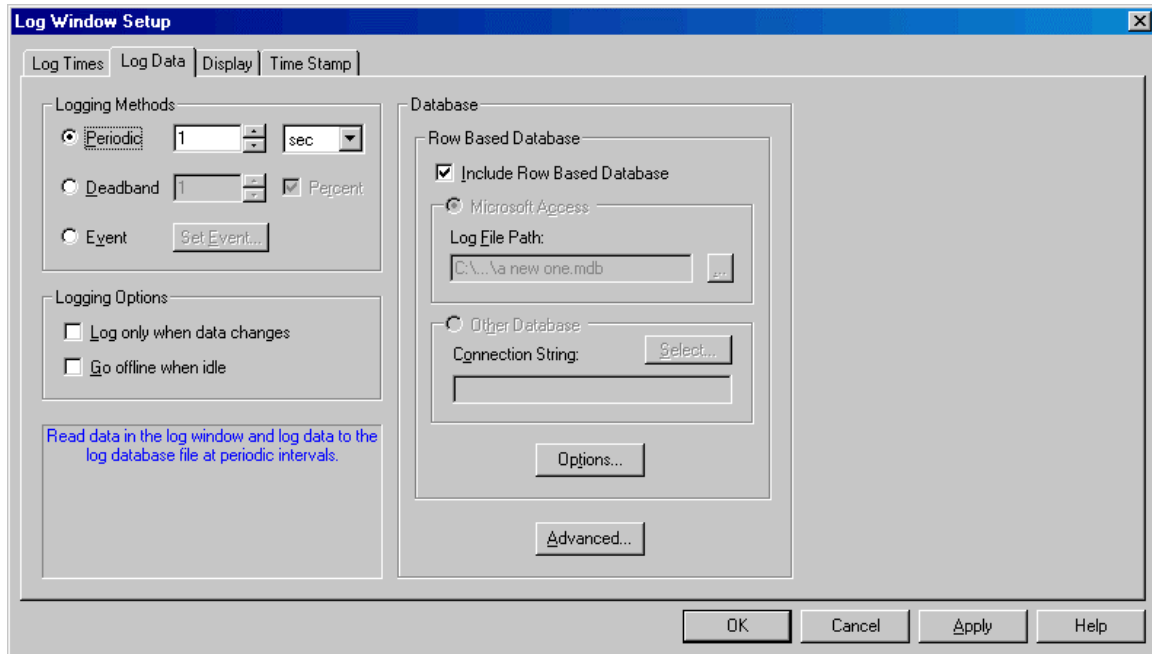 Log Window Setup
Log Times
Log Data
Display
Time Stamp
Logging Methods
Periodic
1
sec
Deadband
1
Percent
Event
Set Event...
Logging Options
Log only when data changes
Go offline when idle
Read data in the log window and log data to the
log database file at periodic intervals.
Database
Row Based Database
Include Row Based Database
Microsoft Access
Log File Path:
C:\...\a new one.mdb
...
Other Database
Connection String:
Select...
Options...
Advanced...
OK
Cancel
Apply
Help